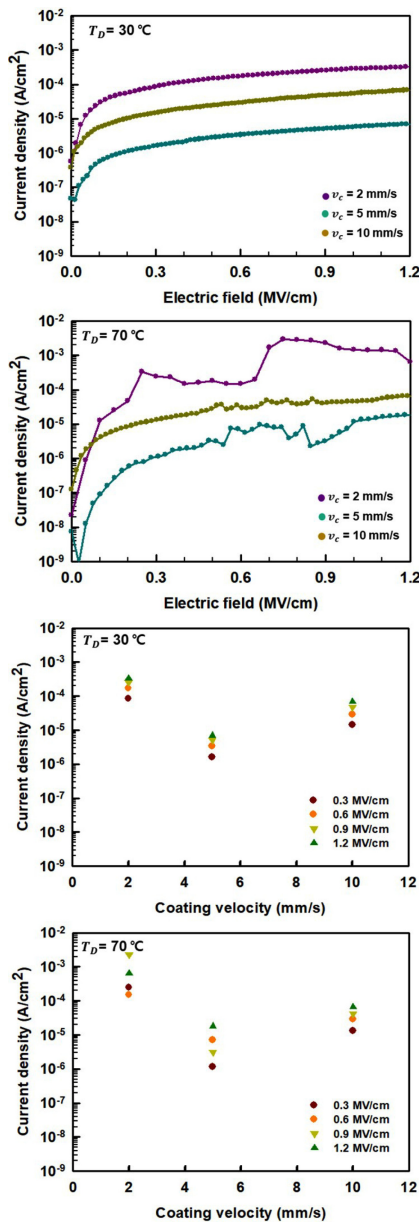 T_D = 30 ℃
10⁻²
10⁻³
10⁻⁴
10⁻⁵
10⁻⁶
10⁻⁷
10⁻⁸
10⁻⁹
Current density (A/cm²)
v_c = 2 mm/s
v_c = 5 mm/s
v_c = 10 mm/s
0.0 0.3 0.6 0.9 1.2
Electric field (MV/cm)
T_D = 70 ℃
10⁻²
10⁻³
10⁻⁴
10⁻⁵
10⁻⁶
10⁻⁷
10⁻⁸
10⁻⁹
Current density (A/cm²)
v_c = 2 mm/s
v_c = 5 mm/s
v_c = 10 mm/s
0.0 0.3 0.6 0.9 1.2
Electric field (MV/cm)
T_D = 30 ℃
10⁻²
10⁻³
10⁻⁴
10⁻⁵
10⁻⁶
10⁻⁷
10⁻⁸
10⁻⁹
Current density (A/cm²)
0.3 MV/cm
0.6 MV/cm
0.9 MV/cm
1.2 MV/cm
0 2 4 6 8 10 12
Coating velocity (mm/s)
T_D = 70 ℃
10⁻²
10⁻³
10⁻⁴
10⁻⁵
10⁻⁶
10⁻⁷
10⁻⁸
10⁻⁹
Current density (A/cm²)
0.3 MV/cm
0.6 MV/cm
0.9 MV/cm
1.2 MV/cm
0 2 4 6 8 10 12
Coating velocity (mm/s)